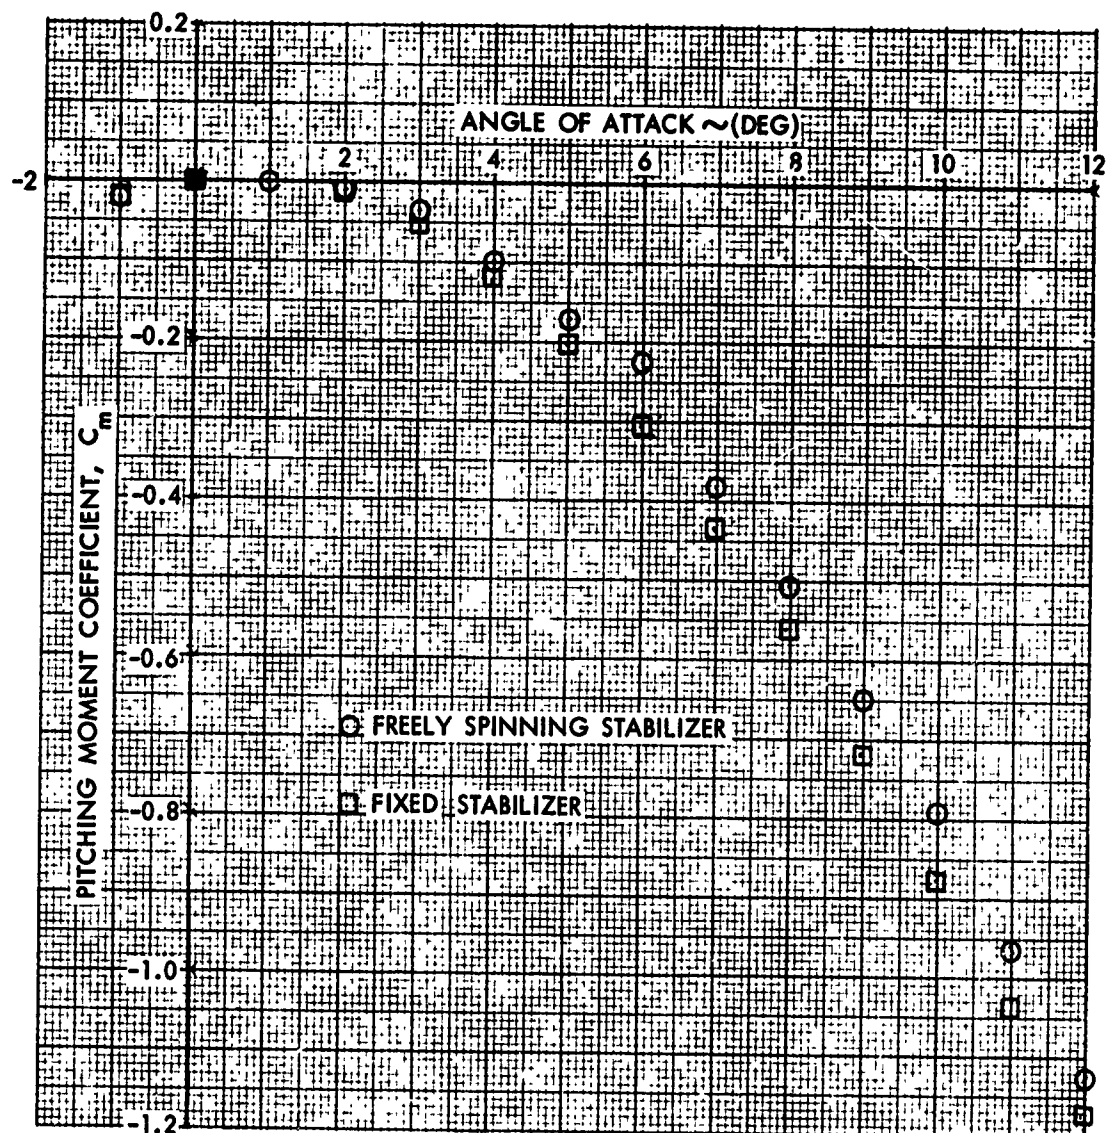 0.2
ANGLE OF ATTACK ~(DEG)
-2 2 4 6 8 10 12
-0.2
-0.4
-0.6
-0.8
-1.0
-1.2
PITCHING MOMENT COEFFICIENT, Cm
FREELY SPINNING STABILIZER
FIXED STABILIZER